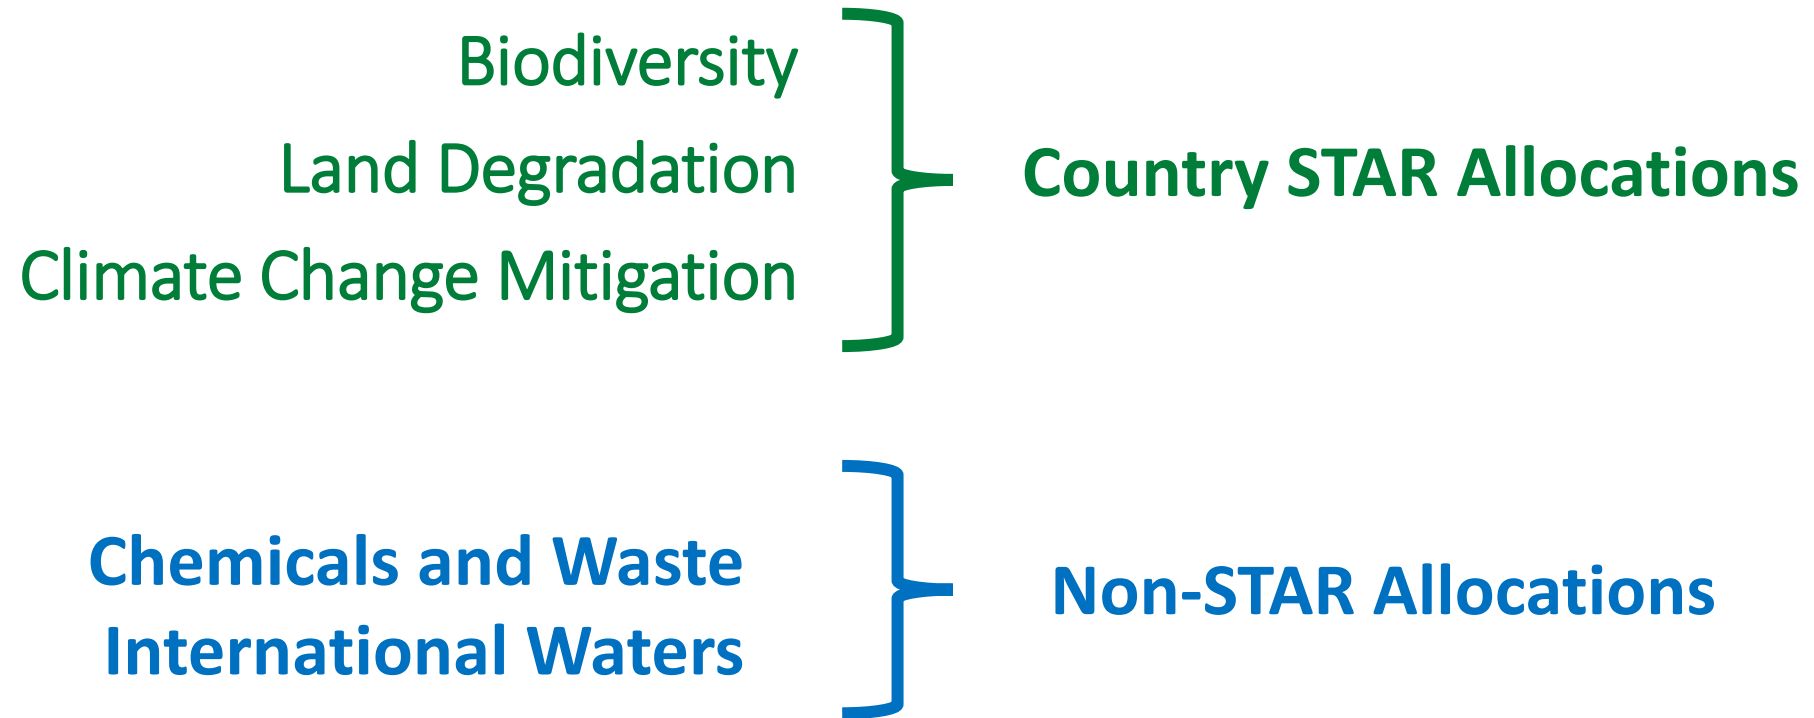 Biodiversity
Land Degradation
Climate Change Mitigation
Country STAR Allocations
Chemicals and Waste
International Waters
Non-STAR Allocations